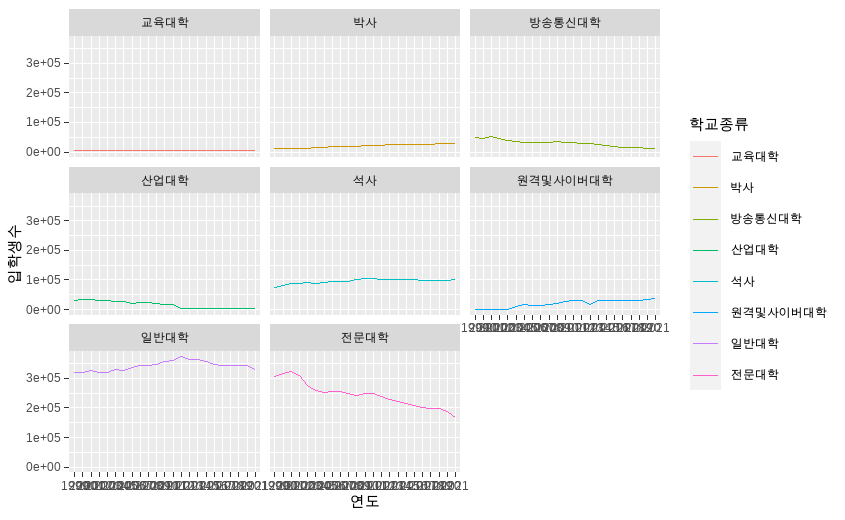 교육대학
박사
방송통신대학
3e+05
2e+05
1e+05
0e+00
산업대학
석사
원격및사이버대학
3e+05
2e+05
1e+05
0e+00
일반대학
전문대학
3e+05
2e+05
1e+05
0e+00
입학생수
연도
학교종류
교육대학
박사
방송통신대학
산업대학
석사
원격및사이버대학
일반대학
전문대학